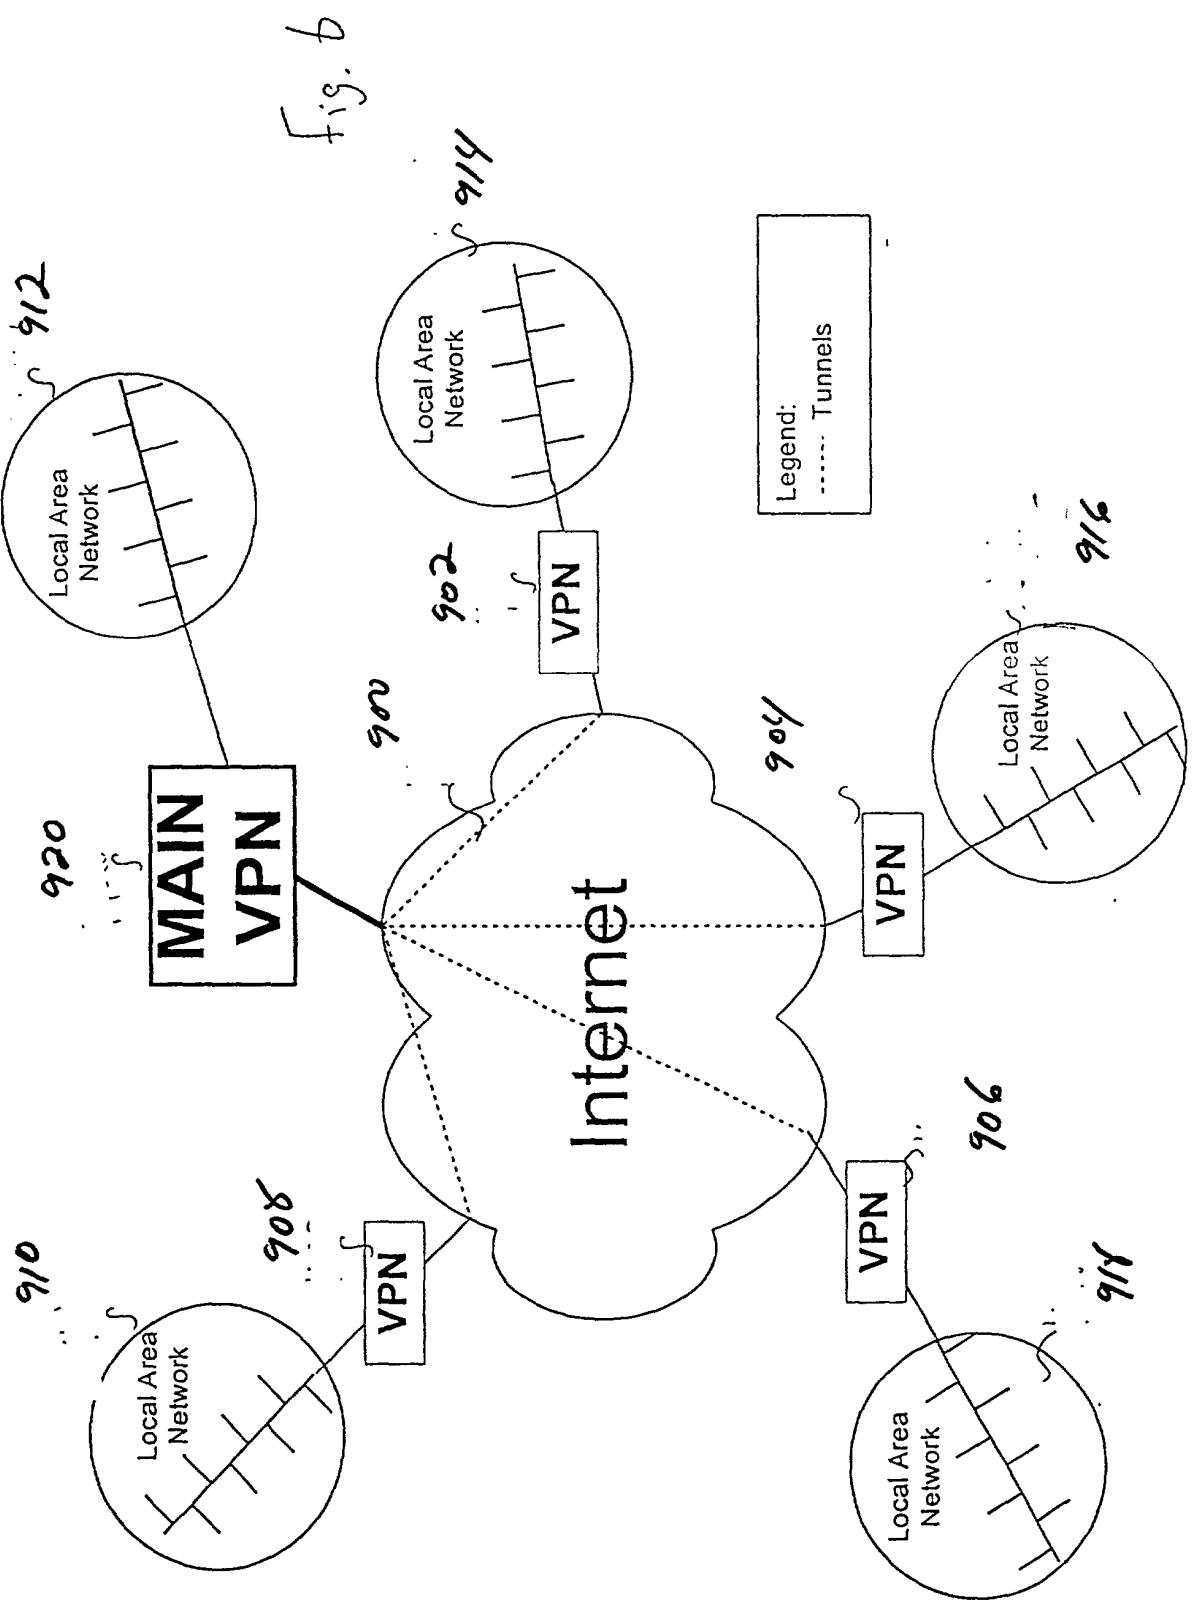 910
Local Area
Network
908
VPN
920
MAIN
VPN
912
Local Area
Network
Internet
900
902
VPN
914
Local Area
Network
Fig. 6
918
Local Area
Network
906
VPN
904
VPN
916
Local Area
Network
Legend:
------ Tunnels